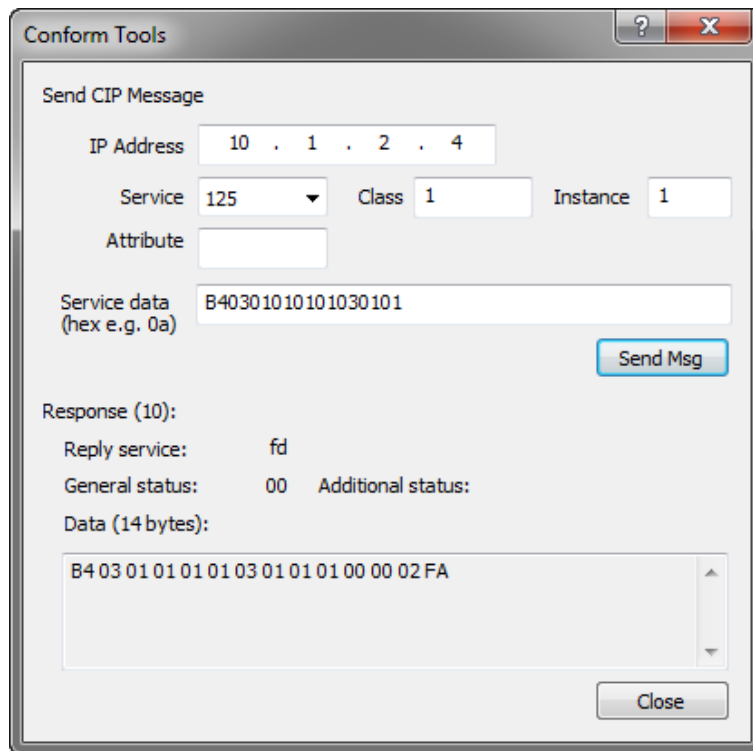 Conform Tools
Send CIP Message
IP Address 10 . 1 . 2 . 4
Service 125 Class 1 Instance 1
Attribute
Service data
(hex e.g. 0a) B40301010101030101
Send Msg
Response (10):
Reply service: fd
General status: 00 Additional status:
Data (14 bytes):
B4 03 01 01 01 01 03 01 01 01 00 00 02 FA
Close